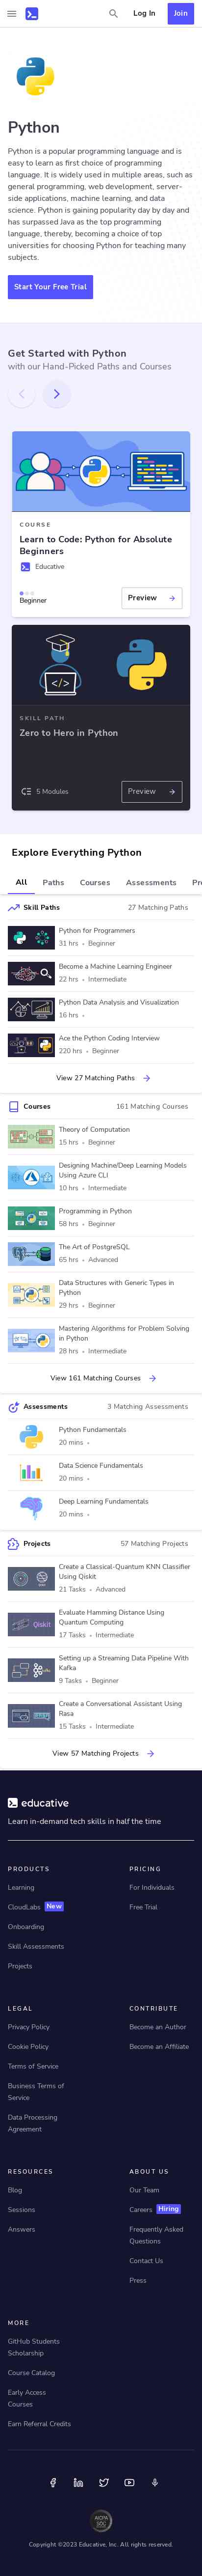 Log In
Join
Python
Python is a popular programming language and is
easy to learn as first choice of programming
language. It is widely used in multiple areas, such as
general programming, web development, server-
side applications, machine learning, and data
science. Python is gaining popularity day by day and
has surpassed Java as the most popular
programming language, thereby, becoming a choice of top
universities for choosing Python for teaching many
subjects.
Start Your Free Trial
Get Started with Python
with our Hand-Picked Paths and Courses
COURSE
Learn to Code: Python for Absolute
Beginners
Educative
Beginner
Preview
SKILL PATH
Zero to Hero in Python
5 Modules
Preview
Explore Everything Python
All Paths Courses Assessments Pro
Skill Paths 27 Matching Paths
Python for Programmers
31 hrs • Beginner
Become a Machine Learning Engineer
22 hrs • Intermediate
Python Data Analysis and Visualization
16 hrs •
Ace the Python Coding Interview
220 hrs • Beginner
View 27 Matching Paths
Courses 161 Matching Courses
Theory of Computation
15 hrs • Beginner
Designing Machine/Deep Learning Models
Using Azure CLI
10 hrs • Intermediate
Programming in Python
58 hrs • Beginner
The Art of PostgreSQL
65 hrs • Advanced
Data Structures with Generic Types in
Python
29 hrs • Beginner
Mastering Algorithms for Problem Solving
in Python
28 hrs • Intermediate
View 161 Matching Courses
Assessments 3 Matching Assessments
Python Fundamentals
20 mins •
Data Science Fundamentals
20 mins •
Deep Learning Fundamentals
20 mins •
Projects 57 Matching Projects
Create a Classical-Quantum KNN Classifier
Using Qiskit
21 Tasks • Advanced
Qiskit
Evaluate Hamming Distance Using
Quantum Computing
17 Tasks • Intermediate
Setting up a Streaming Data Pipeline With
Kafka
9 Tasks • Beginner
Create a Conversational Assistant Using
Rasa
15 Tasks • Intermediate
View 57 Matching Projects
educative
Learn in-demand tech skills in half the time
PRODUCTS
Learning
CloudLabs New
Onboarding
Skill Assessments
Projects
PRICING
For Individuals
Free Trial
LEGAL
Privacy Policy
Cookie Policy
Terms of Service
Business Terms of
Service
Data Processing
Agreement
CONTRIBUTE
Become an Author
Become an Affiliate
RESOURCES
Blog
Sessions
Answers
ABOUT US
Our Team
Careers Hiring
Frequently Asked
Questions
Contact Us
Press
MORE
GitHub Students
Scholarship
Course Catalog
Early Access
Courses
Earn Referral Credits
AICPA
SOC
Copyright ©2023 Educative, Inc. All rights reserved.